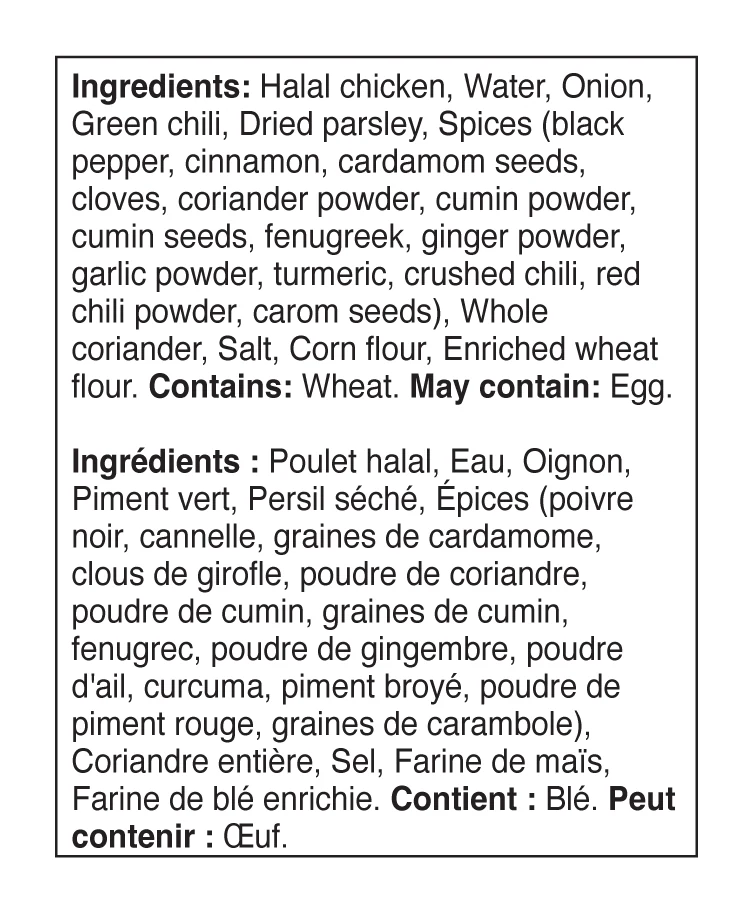 Ingredients: Halal chicken, Water, Onion,
Green chili, Dried parsley, Spices (black
pepper, cinnamon, cardamom seeds,
cloves, coriander powder, cumin powder,
cumin seeds, fenugreek, ginger powder,
garlic powder, turmeric, crushed chili, red
chili powder, carom seeds), Whole
coriander, Salt, Corn flour, Enriched wheat
flour. Contains: Wheat. May contain: Egg.
Ingrédients : Poulet halal, Eau, Oignon,
Piment vert, Persil séché, Épices (poivre
noir, cannelle, graines de cardamome,
clous de girofle, poudre de coriandre,
poudre de cumin, graines de cumin,
fenugrec, poudre de gingembre, poudre
d'ail, curcuma, piment broyé, poudre de
piment rouge, graines de carambole),
Coriandre entière, Sel, Farine de maïs,
Farine de blé enrichie. Contient : Blé. Peut
contenir : Œuf.